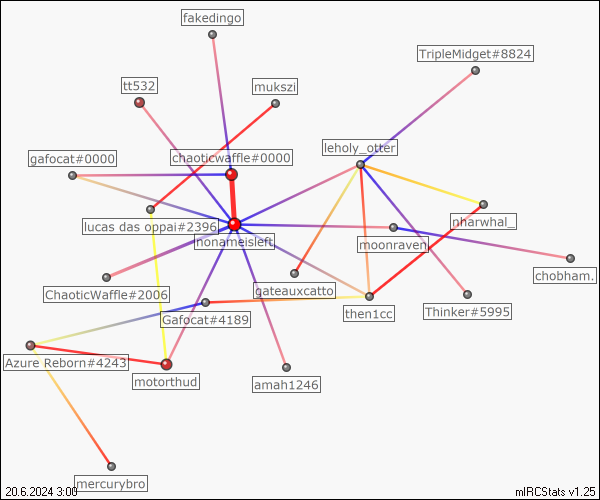 fakedingo
TripleMidget#8824
tt532
mukszi
leholy_otter
gafocat#0000
chaoticwaffle#0000
nharwhal_
lucas das oppai#2396
nonameisleft
moonraven
chobham.
ChaoticWaffle#2006
gateauxcatto
then1cc
Thinker#5995
Gafocat#4189
Azure Reborn#4243
motorthud
amah1246
mercurybro
20.6.2024 3:00
mIRCStats v1.25